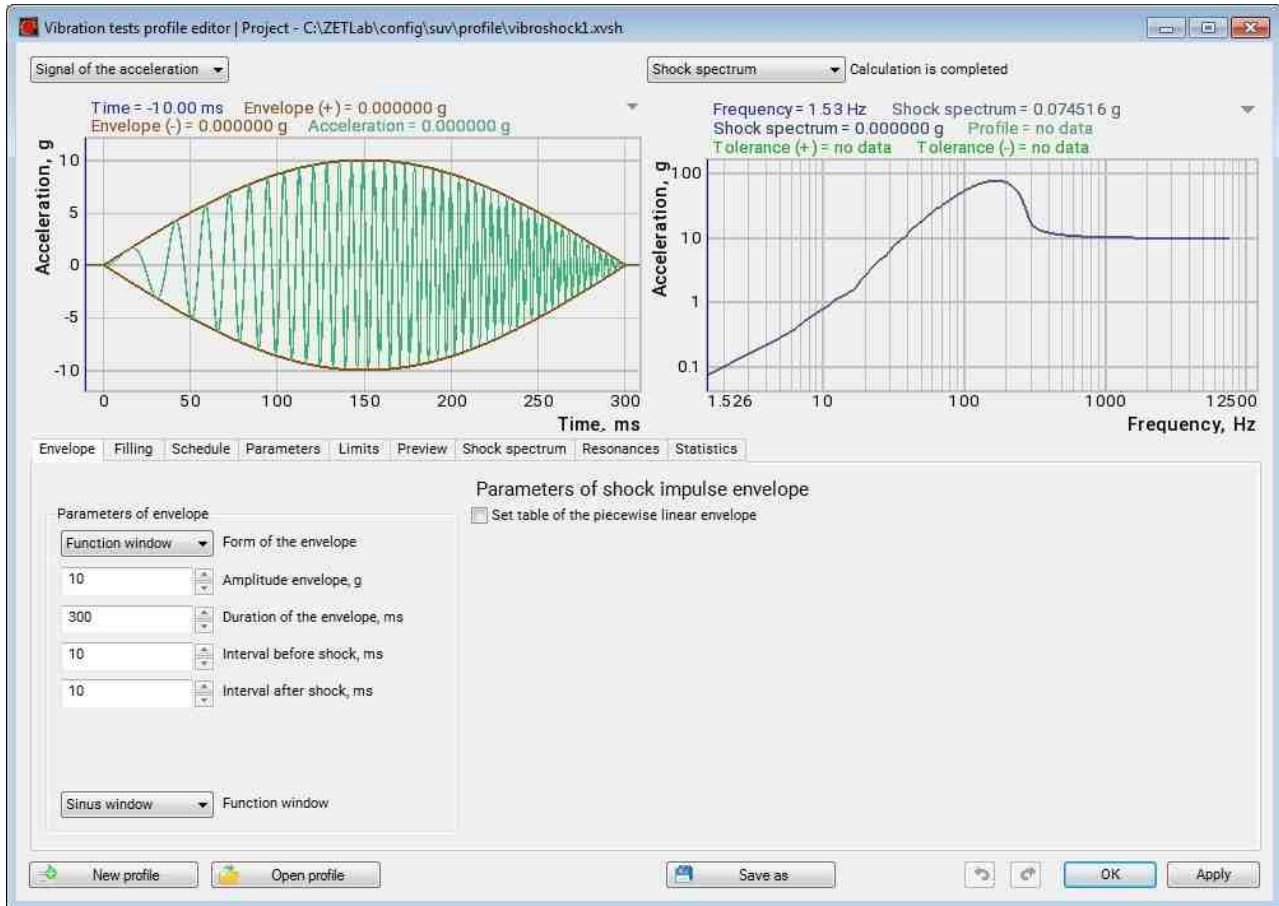 Vibration tests profile editor | Project - C:\ZETLab\config\suv\profile\vibroshock1.xvsh
Signal of the acceleration
Shock spectrum
Calculation is completed
Time = -10.00 ms Envelope (+) = 0.000000 g
Envelope (-) = 0.000000 g Acceleration = 0.000000 g
Acceleration, g
10
5
0
-5
-10
0 50 100 150 200 250 300
Time, ms
Frequency = 1.53 Hz Shock spectrum = 0.074516 g
Shock spectrum = 0.000000 g Profile = no data
Tolerance (+) = no data Tolerance (-) = no data
Acceleration, g
100
10
1
0.1
1.526 10 100 1000 12500
Frequency, Hz
Envelope Filling Schedule Parameters Limits Preview Shock spectrum Resonances Statistics
Parameters of shock impulse envelope
Parameters of envelope
Set table of the piecewise linear envelope
Function window Form of the envelope
10 Amplitude envelope, g
300 Duration of the envelope, ms
10 Interval before shock, ms
10 Interval after shock, ms
Sinus window Function window
New profile Open profile Save as OK Apply